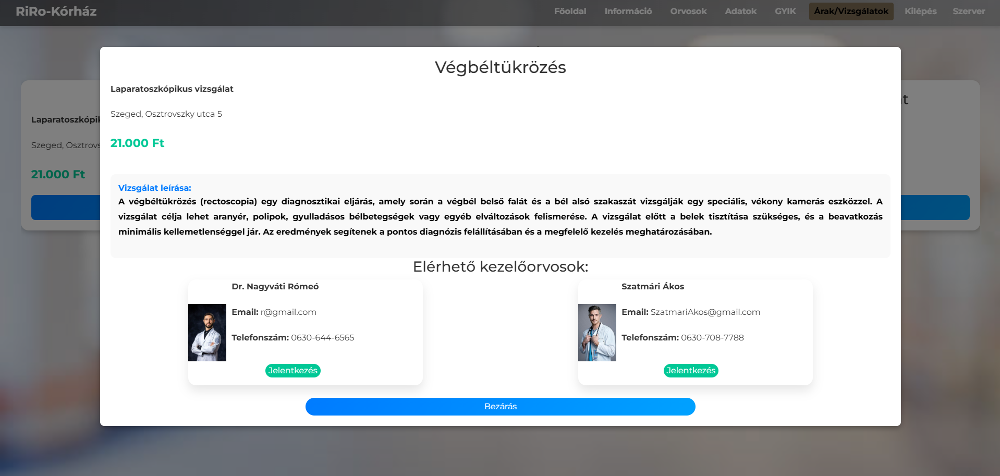 RiRo-Kórház
Főoldal Információ Orvosok Adatok GYIK Árak/Vizsgálatok Kilépés Szerver
Végbéltükrözés
Laparatoszkópikus vizsgálat
Szeged, Osztrovszky utca 5
21.000 Ft
Laparatoszkópik
Szeged, Osztrovs
21.000 Ft
Vizsgálat leírása:
A végbéltükrözés (rectoscopia) egy diagnosztikai eljárás, amely során a végbél belső falát és a bél alsó szakaszát vizsgálják egy speciális, vékony kamerás eszközzel. A
vizsgálat célja lehet aranyér, polipok, gyulladásos bélbetegségek vagy egyéb elváltozások felismerése. A vizsgálat előtt a belek tisztítása szükséges, és a beavatkozás
minimális kellemetlenséggel jár. Az eredmények segítenek a pontos diagnózis felállításában és a megfelelő kezelés meghatározásában.
Elérhető kezelőorvosok:
Dr. Nagyváti Rómeó
Email: r@gmail.com
Telefonszám: 0630-644-6565
Jelentkezés
Szatmári Ákos
Email: SzatmariAkos@gmail.com
Telefonszám: 0630-708-7788
Jelentkezés
Bezárás